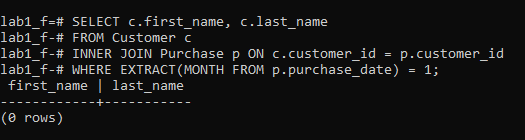 lab1_f=# SELECT c.first_name, c.last_name
lab1_f-# FROM Customer c
lab1_f-# INNER JOIN Purchase p ON c.customer_id = p.customer_id
lab1_f-# WHERE EXTRACT(MONTH FROM p.purchase_date) = 1;
 first_name | last_name
------------+-----------
(0 rows)